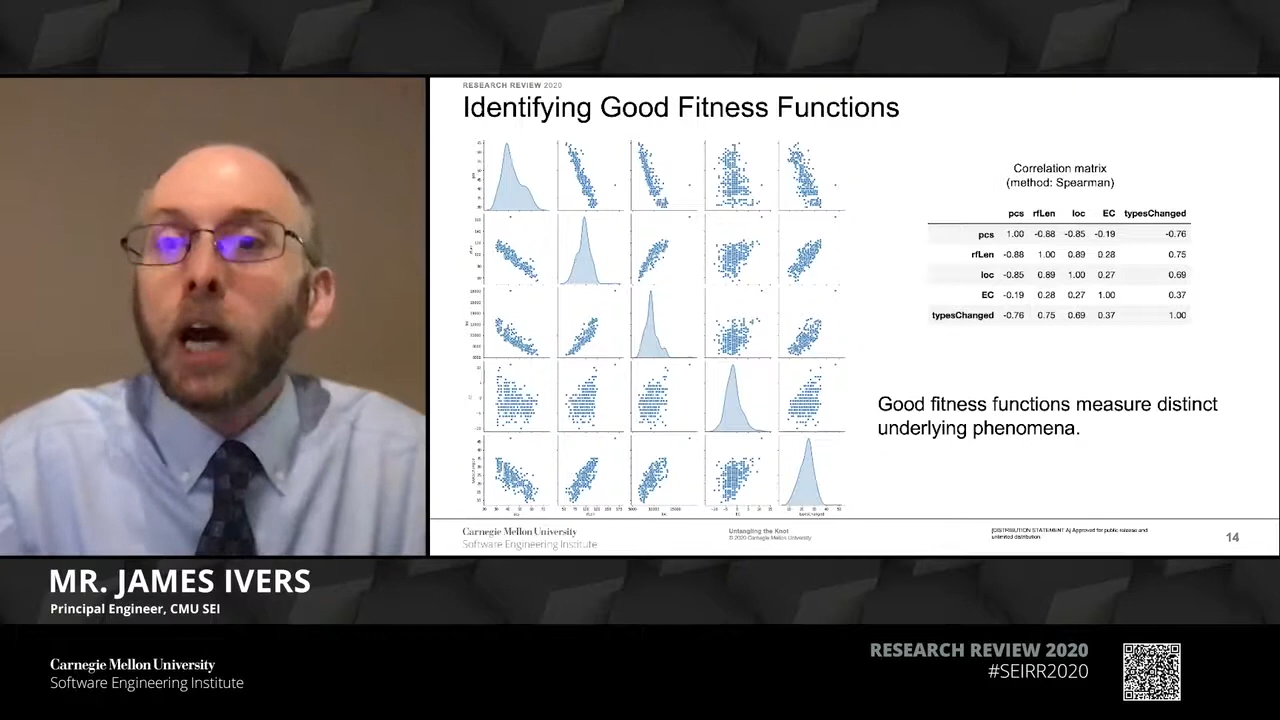 RESEARCH REVIEW 2020
Identifying Good Fitness Functions
Correlation matrix
(method: Spearman)
pcs rfLen loc EC typesChanged
pcs 1.00 -0.88 -0.85 -0.19 -0.76
rfLen -0.88 1.00 0.89 0.28 0.75
loc -0.85 0.89 1.00 0.27 0.69
EC -0.19 0.28 0.27 1.00 0.37
typesChanged -0.76 0.75 0.69 0.37 1.00
Good fitness functions measure distinct
underlying phenomena.
Carnegie Mellon University
Software Engineering Institute
Untangling the Knot
© 2020 Carnegie Mellon University
[DISTRIBUTION STATEMENT A] Approved for public release and
unlimited distribution.
14
MR. JAMES IVERS
Principal Engineer, CMU SEI
Carnegie Mellon University
Software Engineering Institute
RESEARCH REVIEW 2020
#SEIRR2020